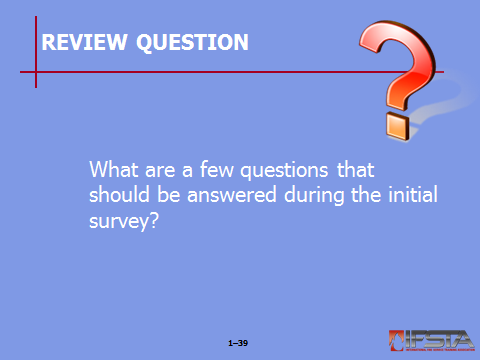 REVIEW QUESTION
What are a few questions that
should be answered during the initial
survey?
1–39
IFSTA